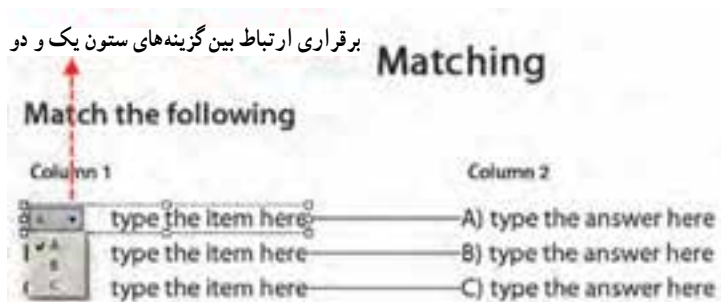 برقراری ارتباط بین گزینه‌های ستون یک و دو
Matching
Match the following
Column 1
Column 2
A type the item here A) type the answer here
A type the item here B) type the answer here
B
C type the item here C) type the answer here